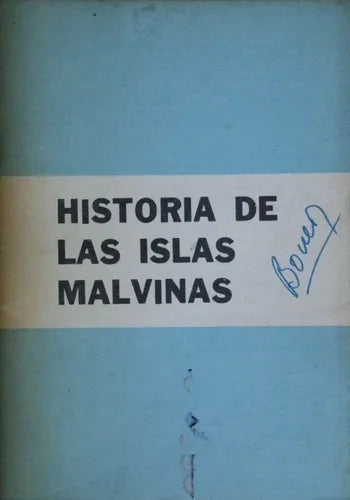 HISTORIA DE
LAS ISLAS
MALVINAS